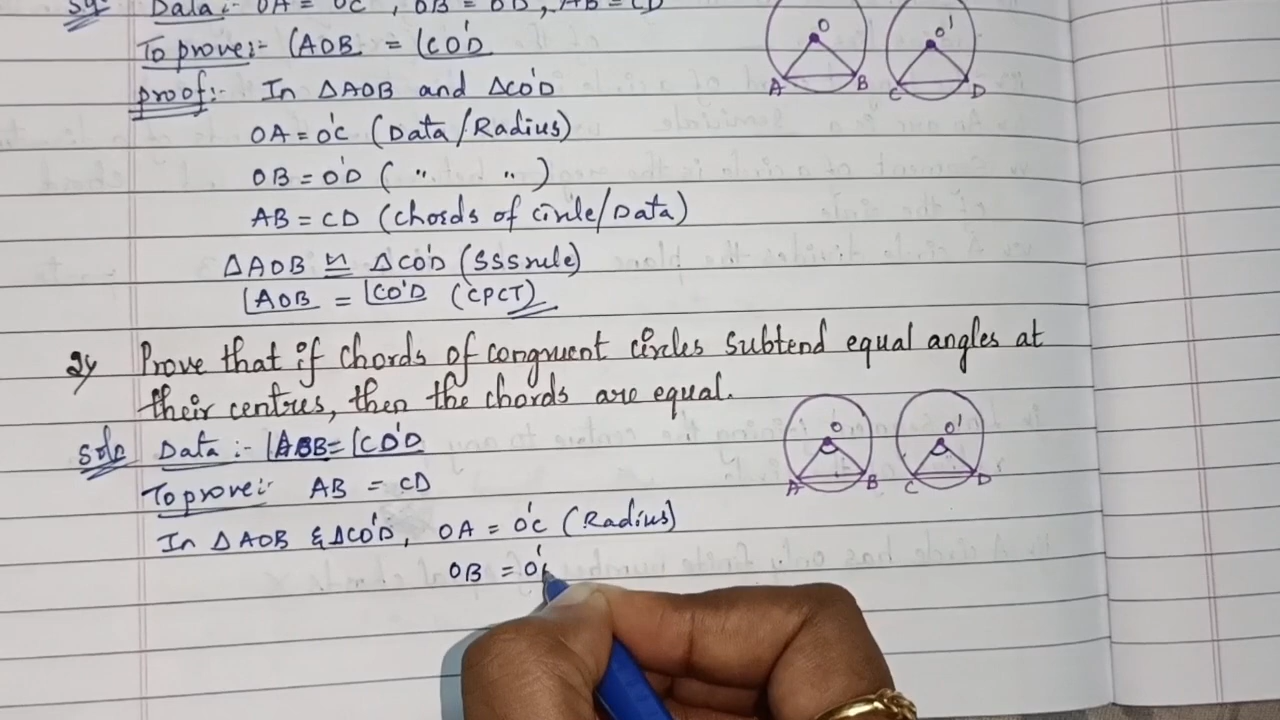 Data :- OA = O'C , OB = O'D , AB = CD
To prove:- ∠AOB = ∠CO'D
proof:- In ΔAOB and ΔCO'D
OA = O'C (Data/Radius)
OB = O'D ( " " )
AB = CD (chords of circle/Data)
ΔAOB ≅ ΔCO'D (SSS rule)
∠AOB = ∠CO'D (CPCT)
2y Prove that if chords of congruent circles subtend equal angles at
their centres, then the chords are equal.
Soln Data :- ∠AOB = ∠CO'D
To prove:- AB = CD
In ΔAOB & ΔCO'D, OA = O'C (Radius)
OB = O'
O O'
A B C D
O O'
A B C D